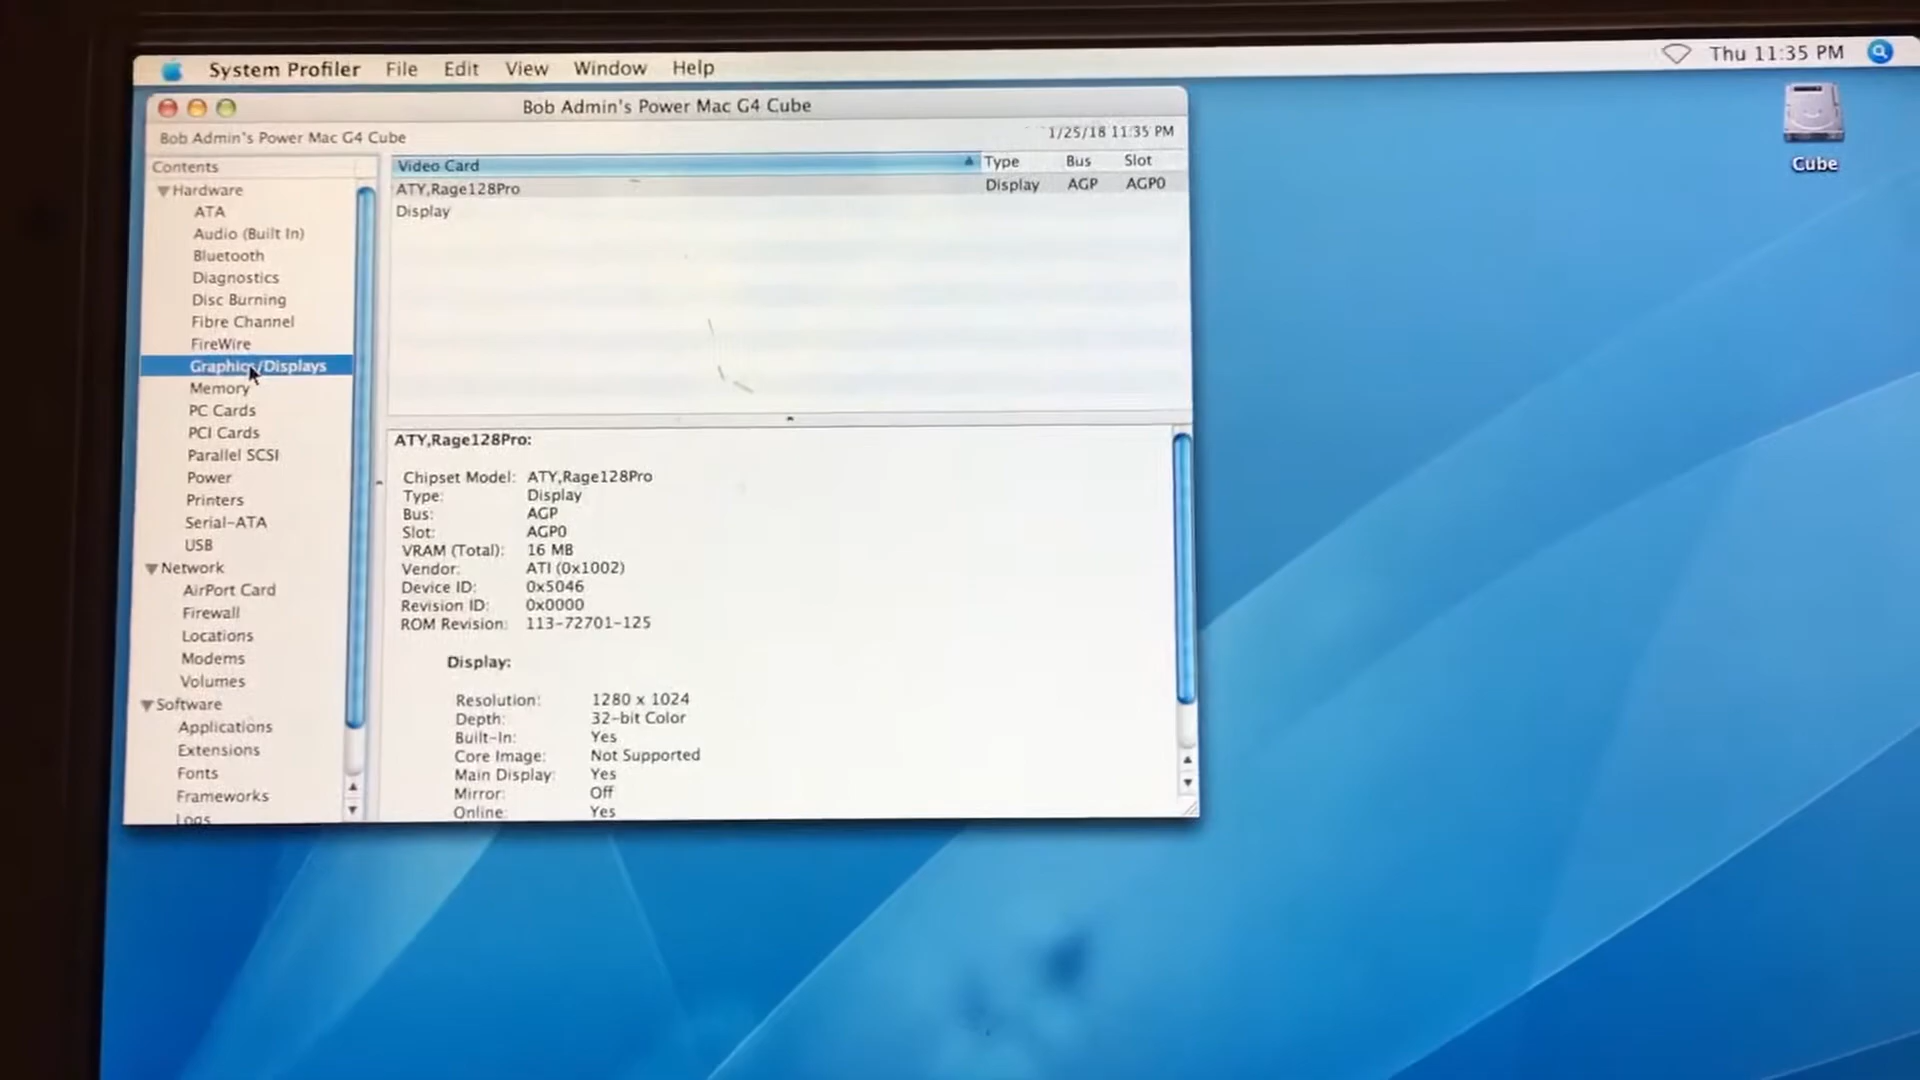 System Profiler File Edit View Window Help Thu 11:35 PM
Bob Admin's Power Mac G4 Cube
Bob Admin's Power Mac G4 Cube 1/25/18 11:35 PM
Contents
Hardware
ATA
Audio (Built In)
Bluetooth
Diagnostics
Disc Burning
Fibre Channel
FireWire
Graphics/Displays
Memory
PC Cards
PCI Cards
Parallel SCSI
Power
Printers
Serial-ATA
USB
Network
AirPort Card
Firewall
Locations
Modems
Volumes
Software
Applications
Extensions
Fonts
Frameworks
Logs
Video Card Type Bus Slot
ATY,Rage128Pro Display AGP AGP0
Display
ATY,Rage128Pro:
Chipset Model: ATY,Rage128Pro
Type: Display
Bus: AGP
Slot: AGP0
VRAM (Total): 16 MB
Vendor: ATI (0x1002)
Device ID: 0x5046
Revision ID: 0x0000
ROM Revision: 113-72701-125
Display:
Resolution: 1280 x 1024
Depth: 32-bit Color
Built-In: Yes
Core Image: Not Supported
Main Display: Yes
Mirror: Off
Online: Yes
Cube